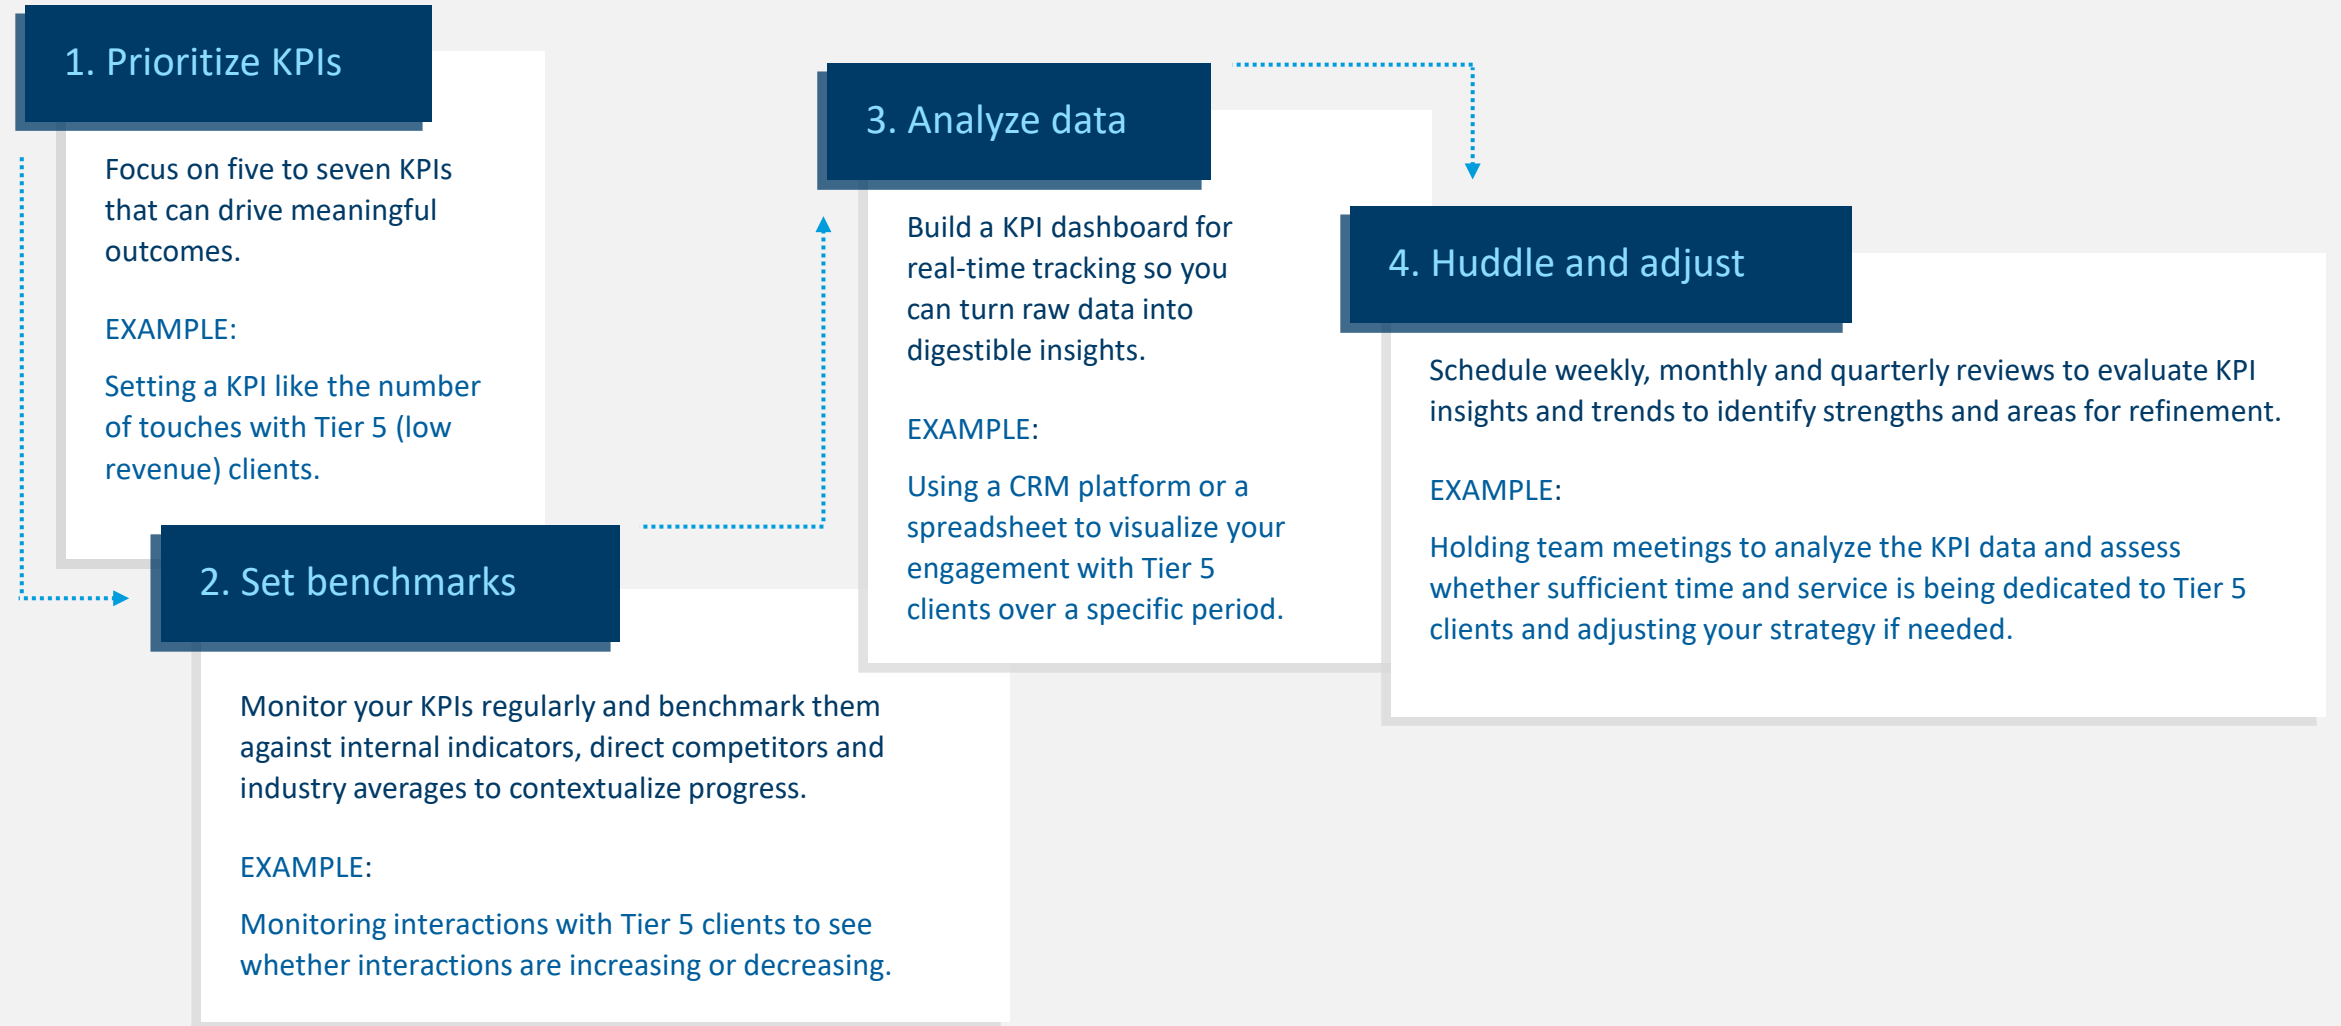 1. Prioritize KPIs
Focus on five to seven KPIs
that can drive meaningful
outcomes.
EXAMPLE:
Setting a KPI like the number
of touches with Tier 5 (low
revenue) clients.
2. Set benchmarks
Monitor your KPIs regularly and benchmark them
against internal indicators, direct competitors and
industry averages to contextualize progress.
EXAMPLE:
Monitoring interactions with Tier 5 clients to see
whether interactions are increasing or decreasing.
3. Analyze data
Build a KPI dashboard for
real-time tracking so you
can turn raw data into
digestible insights.
EXAMPLE:
Using a CRM platform or a
spreadsheet to visualize your
engagement with Tier 5
clients over a specific period.
4. Huddle and adjust
Schedule weekly, monthly and quarterly reviews to evaluate KPI
insights and trends to identify strengths and areas for refinement.
EXAMPLE:
Holding team meetings to analyze the KPI data and assess
whether sufficient time and service is being dedicated to Tier 5
clients and adjusting your strategy if needed.